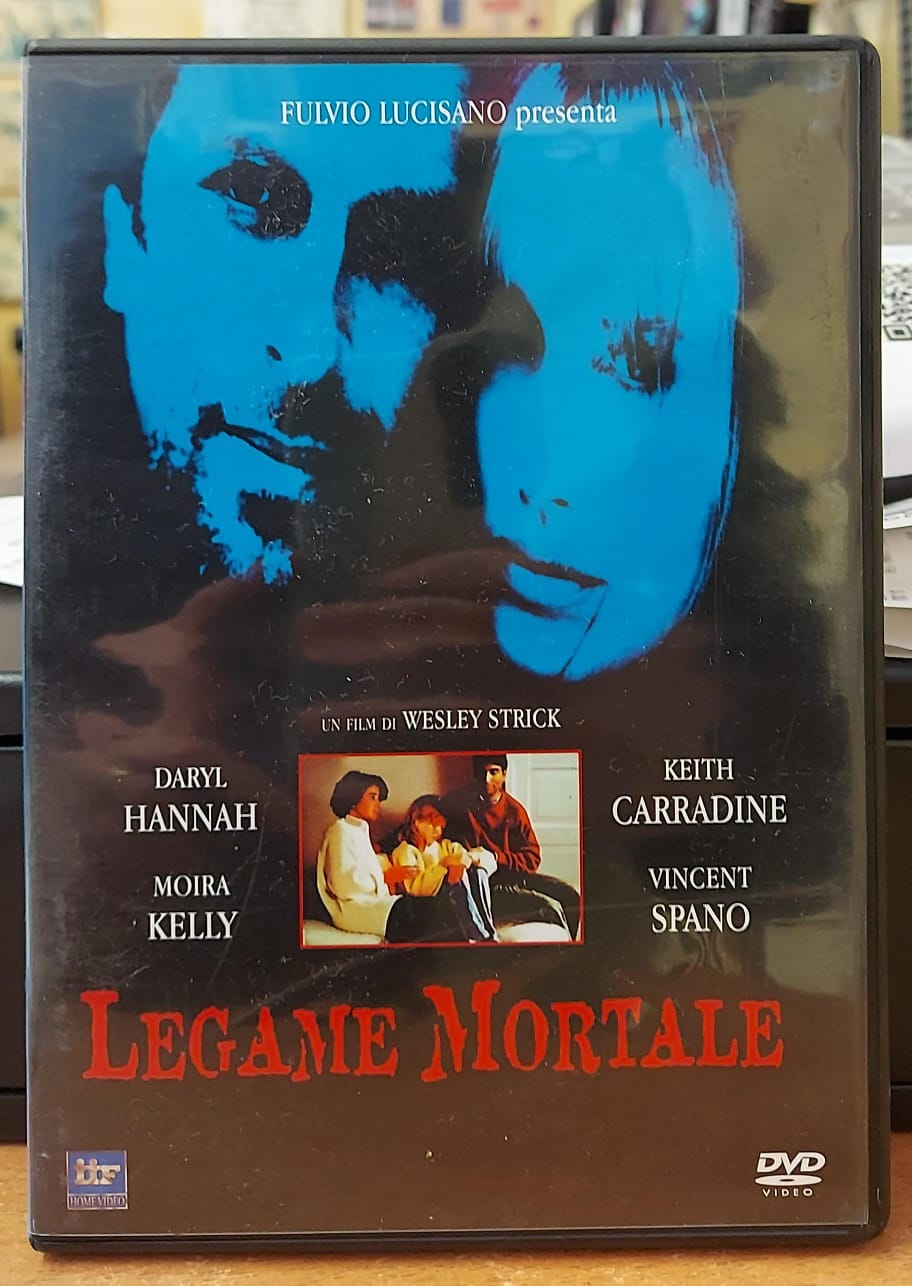 FULVIO LUCISANO presenta
UN FILM DI WESLEY STRICK
DARYL
HANNAH
KEITH
CARRADINE
MOIRA
KELLY
VINCENT
SPANO
LEGAME MORTALE
IIF
HOME VIDEO
DVD
VIDEO